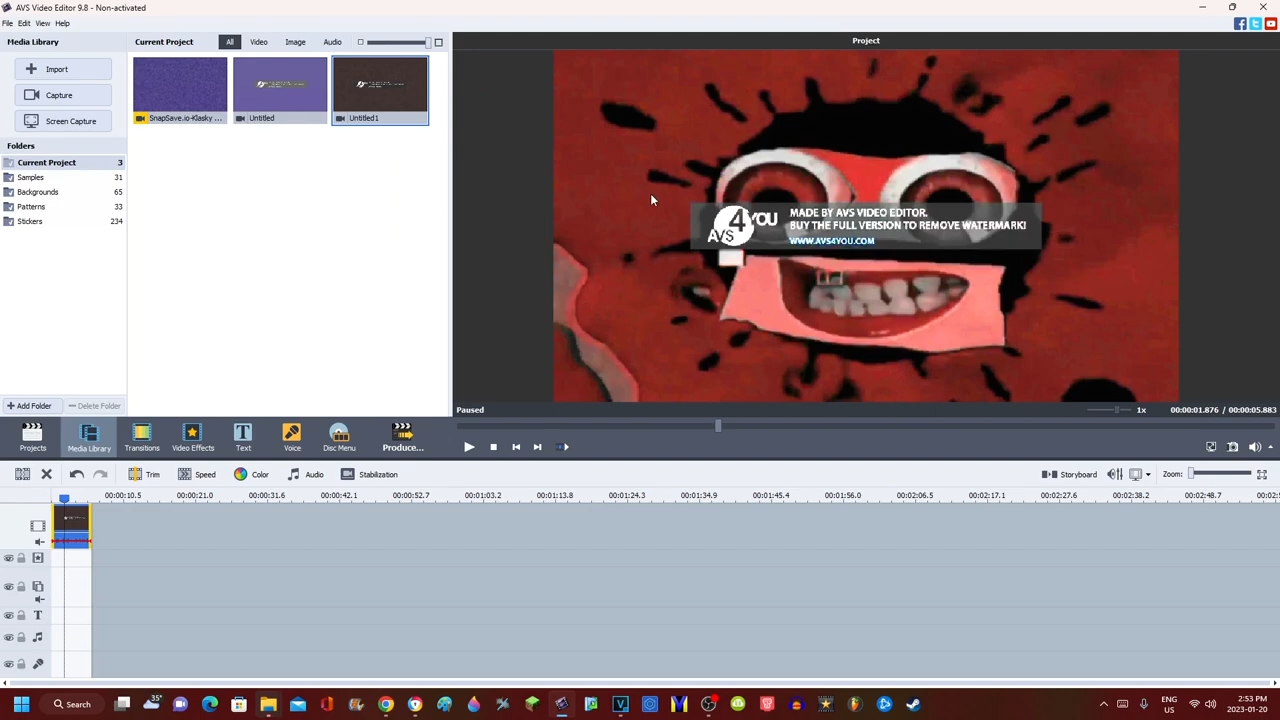 AVS Video Editor 9.8 - Non-activated
File Edit View Help
Media Library
Current Project All Video Image Audio
Project
Import
Capture
Screen Capture
SnapSave.io-Klasky ...
Untitled
Untitled1
Folders
Current Project 3
Samples 31
Backgrounds 65
Patterns 33
Stickers 234
AVS4YOU
MADE BY AVS VIDEO EDITOR.
BUY THE FULL VERSION TO REMOVE WATERMARK!
WWW.AVS4YOU.COM
+ Add Folder − Delete Folder
Paused 1x 00:00:01.876 / 00:00:05.883
Projects Media Library Transitions Video Effects Text Voice Disc Menu Produce...
Trim Speed Color Audio Stabilization Storyboard Zoom:
00:00:10.5 00:00:21.0 00:00:31.6 00:00:42.1 00:00:52.7 00:01:03.2 00:01:13.8 00:01:24.3 00:01:34.9 00:01:45.4 00:01:56.0 00:02:06.5 00:02:17.1 00:02:27.6 00:02:38.2 00:02:48.7 00:02:5
Search
35°
ENG
US
2:53 PM
2023-01-20